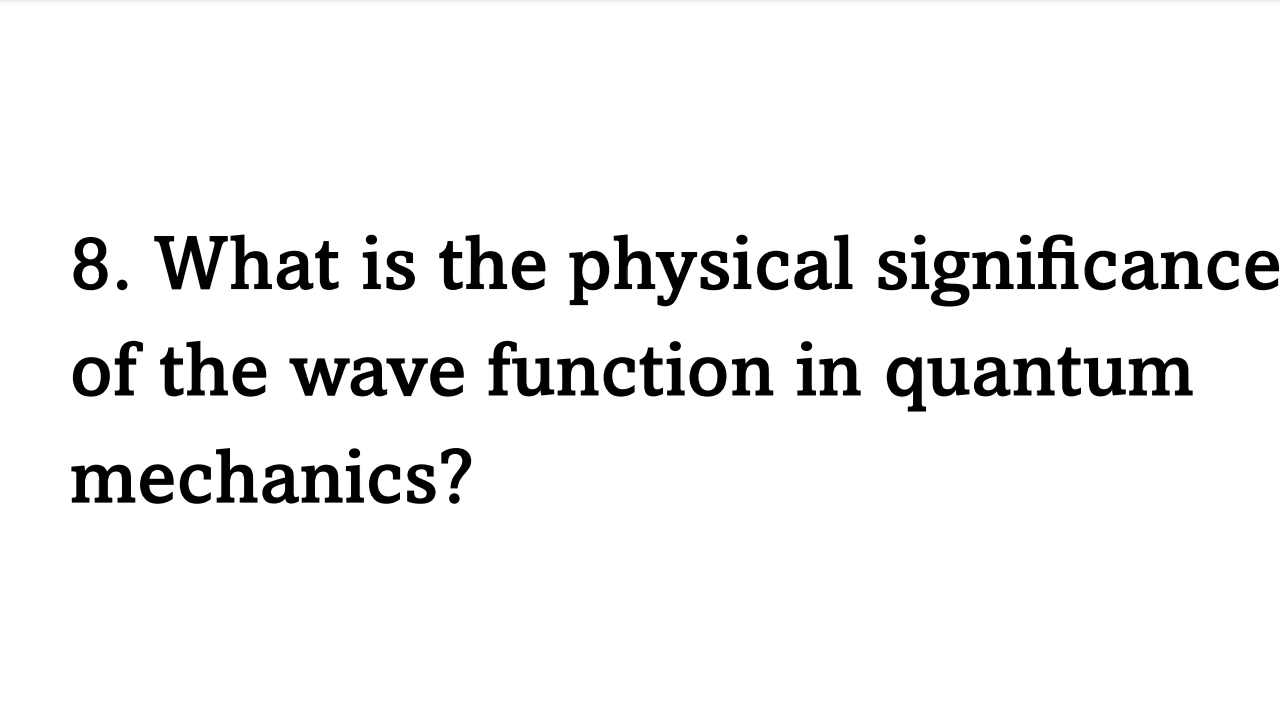 8. What is the physical significance
of the wave function in quantum
mechanics?